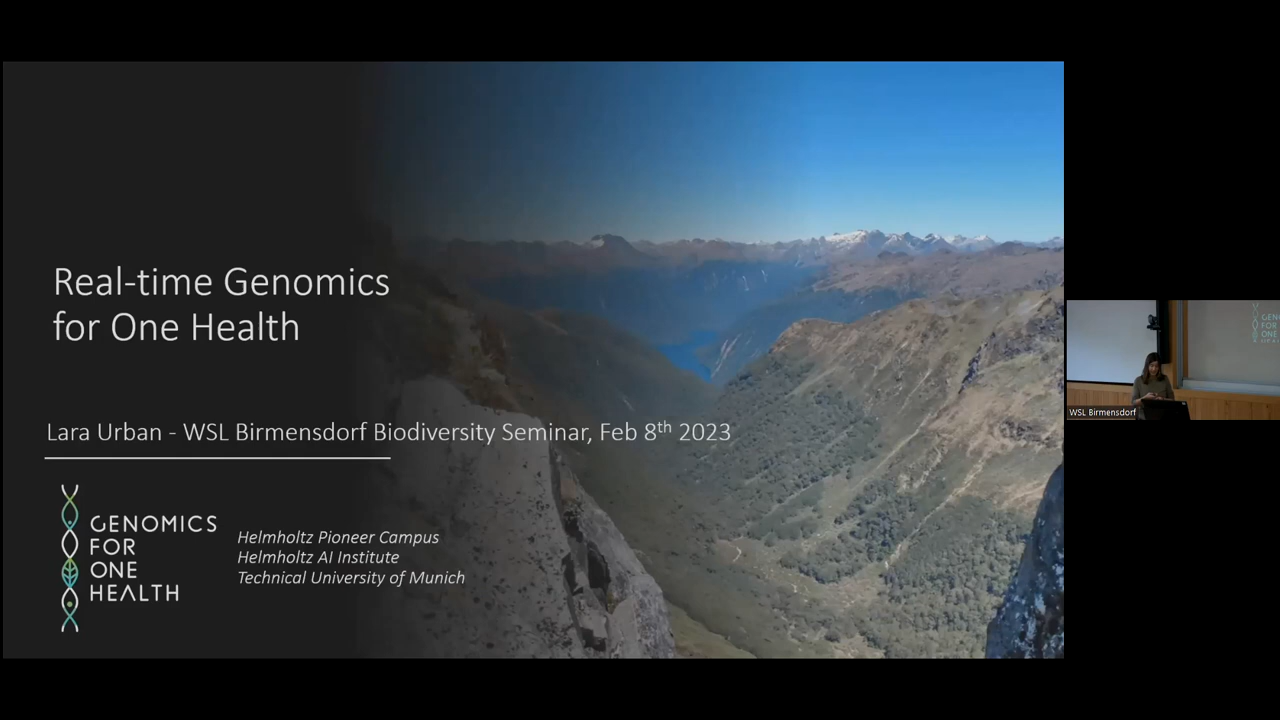 Real-time Genomics
for One Health
Lara Urban - WSL Birmensdorf Biodiversity Seminar, Feb 8th 2023
GENOMICS
FOR
ONE
HEALTH
Helmholtz Pioneer Campus
Helmholtz AI Institute
Technical University of Munich
WSL Birmensdorf